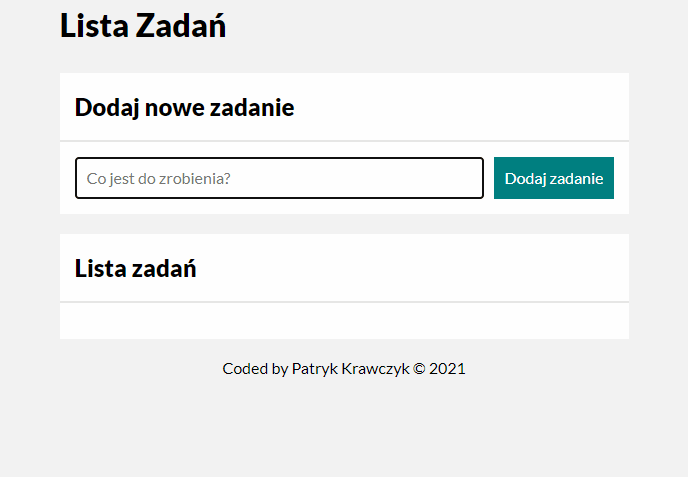 Lista Zadań
Dodaj nowe zadanie
Co jest do zrobienia?
Dodaj zadanie
Lista zadań
Coded by Patryk Krawczyk © 2021